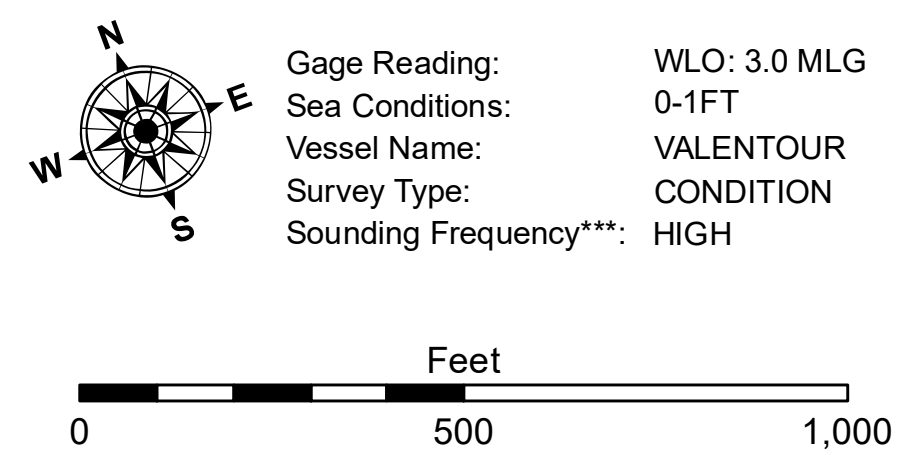 N
E
W
S
Gage Reading: WLO: 3.0 MLG
Sea Conditions: 0-1FT
Vessel Name: VALENTOUR
Survey Type: CONDITION
Sounding Frequency***: HIGH
Feet
0 500 1,000